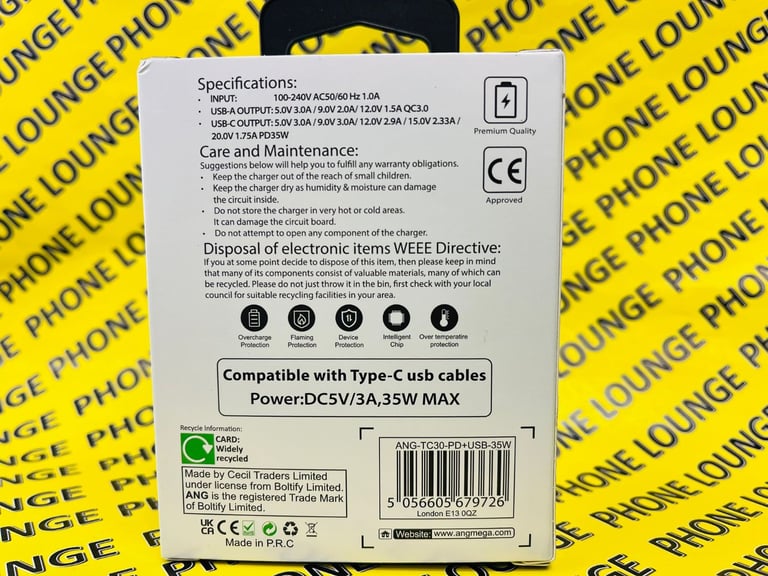 Specifications:
• INPUT: 100-240V AC50/60 Hz 1.0A
• USB-A OUTPUT: 5.0V 3.0A / 9.0V 2.0A/ 12.0V 1.5A QC3.0
• USB-C OUTPUT: 5.0V 3.0A / 9.0V 3.0A/ 12.0V 2.9A / 15.0V 2.33A /
20.0V 1.75A PD35W
Premium Quality
Care and Maintenance:
Suggestions below will help you to fulfill any warranty obligations.
• Keep the charger out of the reach of small children.
• Keep the charger dry as humidity & moisture can damage
the circuit inside.
• Do not store the charger in very hot or cold areas.
It can damage the circuit board.
• Do not attempt to open any component of the charger.
CE
Approved
Disposal of electronic items WEEE Directive:
If you at some point decide to dispose of this item, then please keep in mind
that many of its components consist of valuable materials, many of which can
be recycled. Please do not just throw it in the bin, first check with your local
council for suitable recycling facilities in your area.
Overcharge
Protection
Flaming
Protection
Device
Protection
Intelligent
Chip
Over temperatire
protection
Compatible with Type-C usb cables
Power:DC5V/3A,35W MAX
Recycle Information:
CARD:
Widely
recycled
Made by Cecil Traders Limited
under license from Boltify Limited.
ANG is the registered Trade Mark
of Boltify Limited.
UK
CA
CE
Made in P.R.C
ANG-TC30-PD+USB-35W
5 056605 679726
London E13 0QZ
Website: www.angmega.com
PHONE LOUNGE PHONE LOUNGE
PHONE LOUNGE
PHONE LOUNGE
PHONE LOUNGE
PHONE LOUNGE